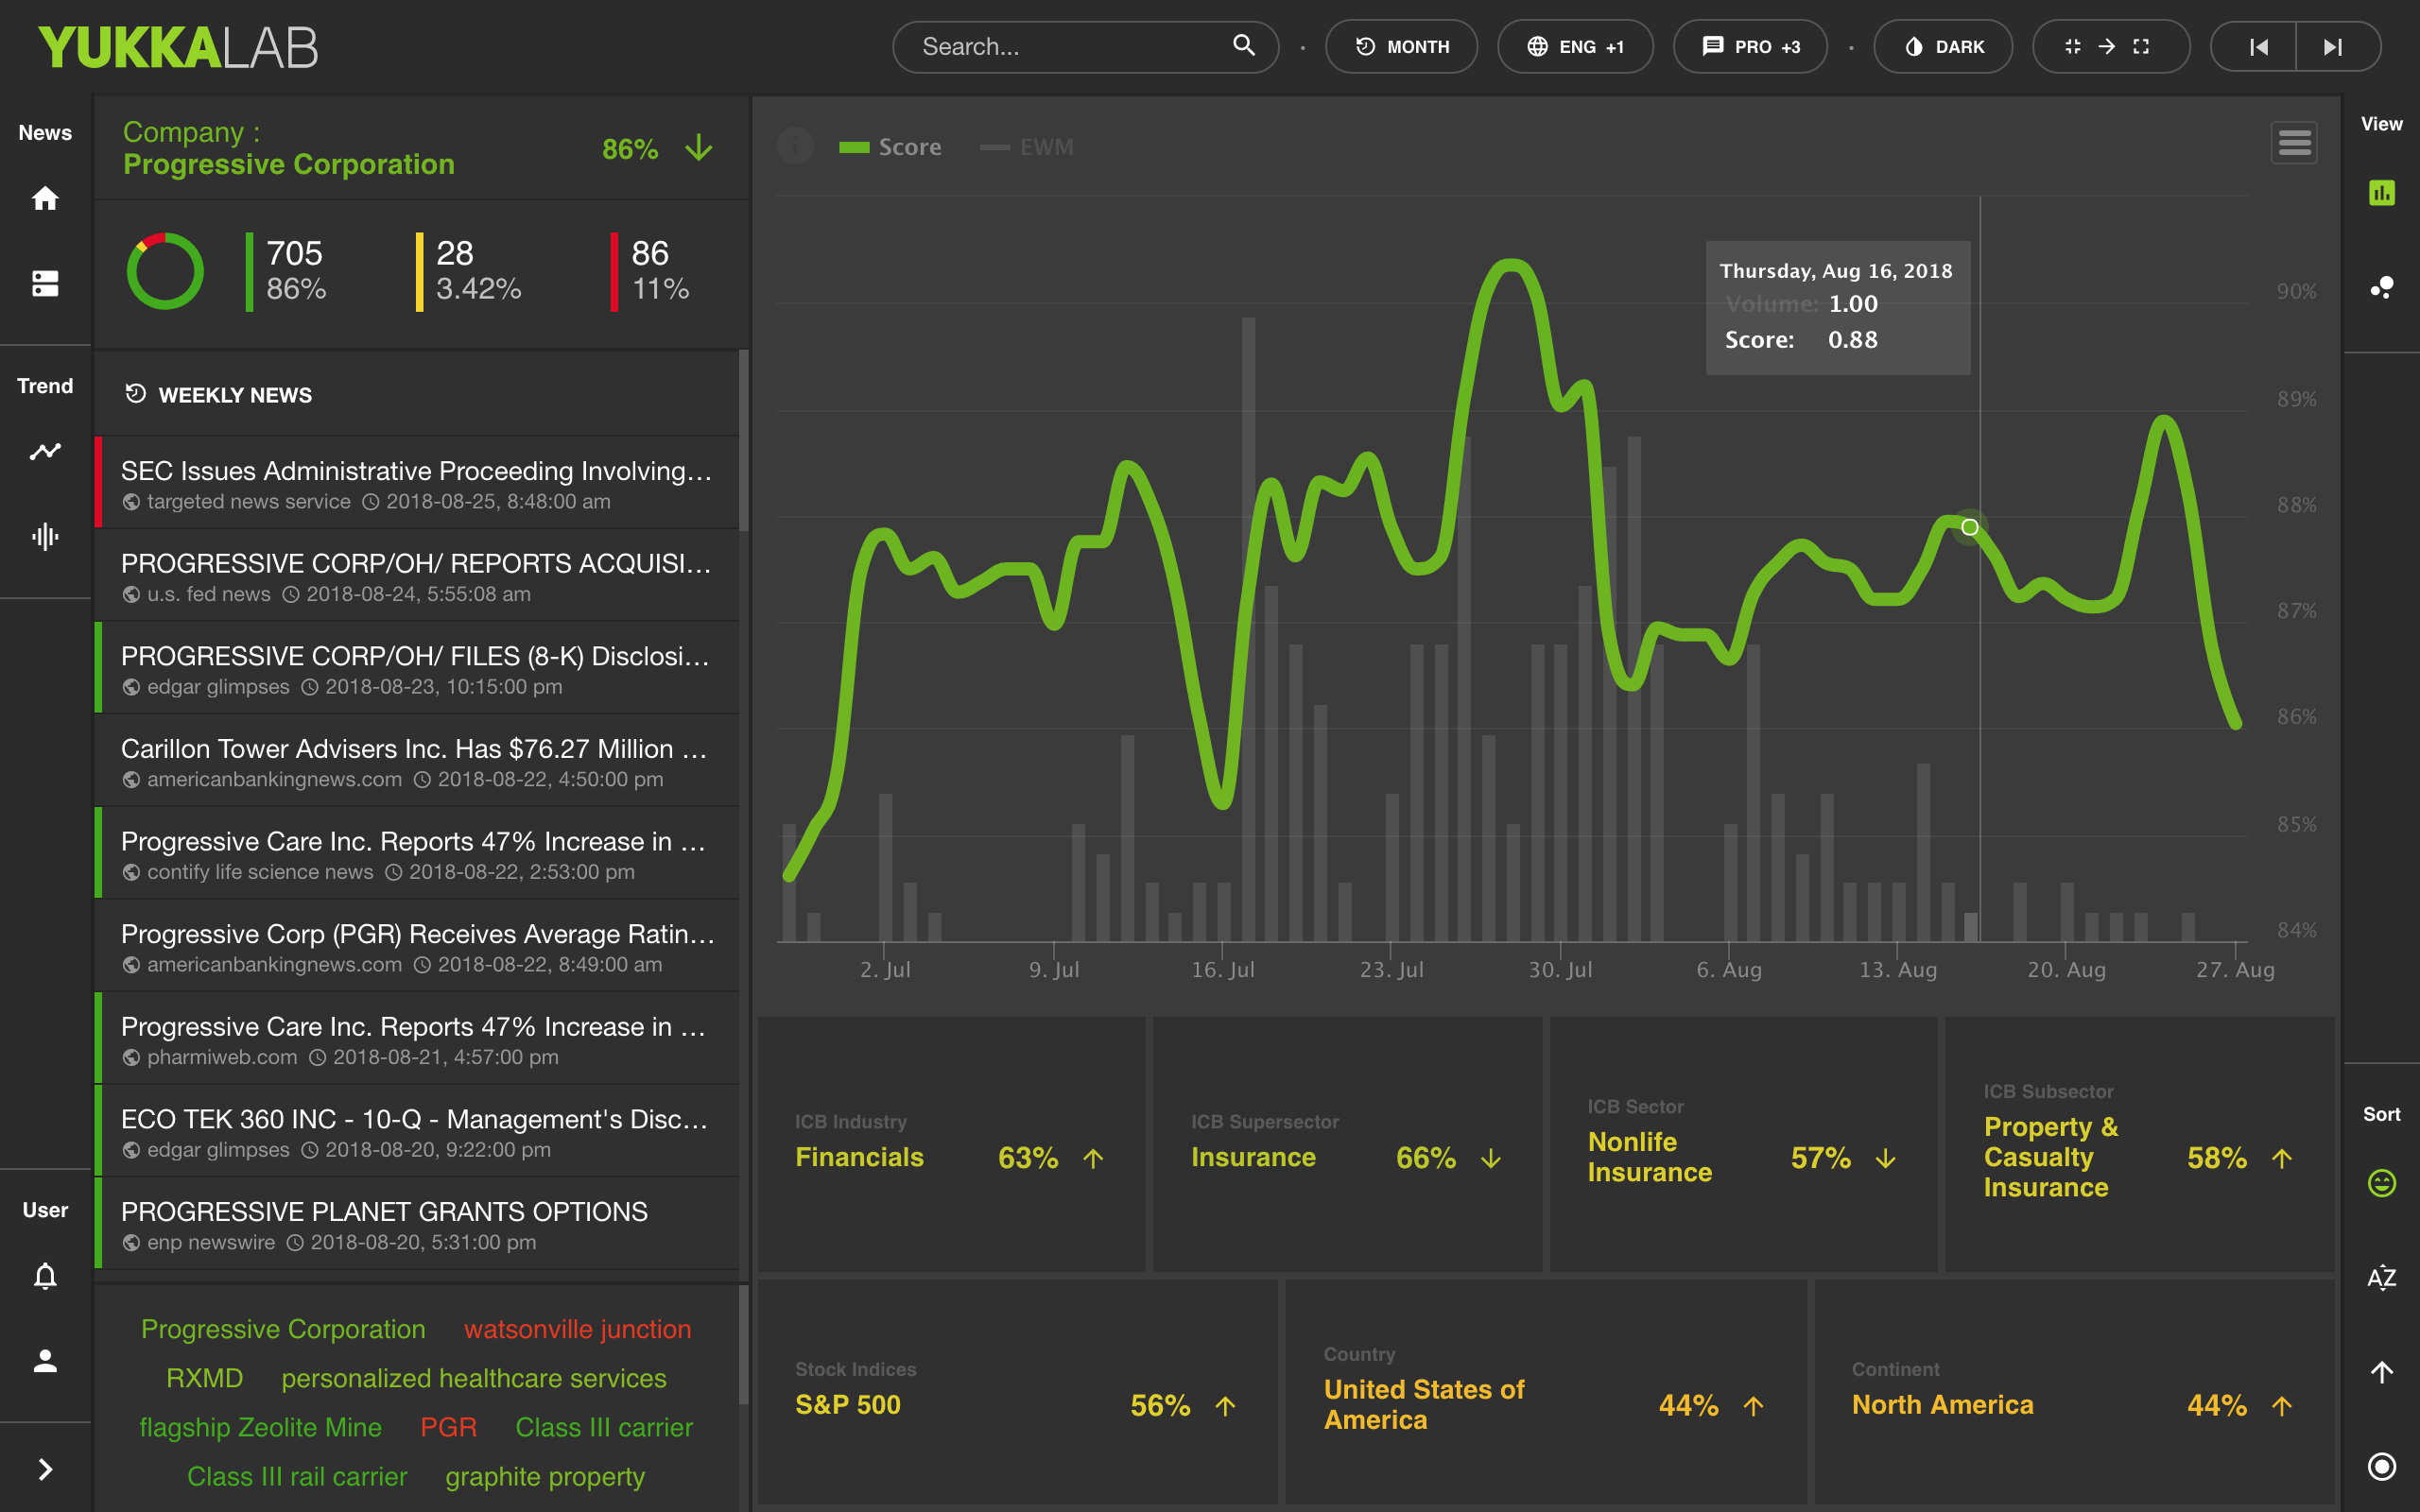 YUKKALAB
Search...
MONTH
ENG +1
PRO +3
DARK
News
Trend
User
Company :
Progressive Corporation
86%
705
86%
28
3.42%
86
11%
WEEKLY NEWS
SEC Issues Administrative Proceeding Involving...
targeted news service 2018-08-25, 8:48:00 am
PROGRESSIVE CORP/OH/ REPORTS ACQUISI...
u.s. fed news 2018-08-24, 5:55:08 am
PROGRESSIVE CORP/OH/ FILES (8-K) Disclosi...
edgar glimpses 2018-08-23, 10:15:00 pm
Carillon Tower Advisers Inc. Has $76.27 Million ...
americanbankingnews.com 2018-08-22, 4:50:00 pm
Progressive Care Inc. Reports 47% Increase in ...
contify life science news 2018-08-22, 2:53:00 pm
Progressive Corp (PGR) Receives Average Ratin...
americanbankingnews.com 2018-08-22, 8:49:00 am
Progressive Care Inc. Reports 47% Increase in ...
pharmiweb.com 2018-08-21, 4:57:00 pm
ECO TEK 360 INC - 10-Q - Management's Disc...
edgar glimpses 2018-08-20, 9:22:00 pm
PROGRESSIVE PLANET GRANTS OPTIONS
enp newswire 2018-08-20, 5:31:00 pm
Progressive Corporation watsonville junction
RXMD personalized healthcare services
flagship Zeolite Mine PGR Class III carrier
Class III rail carrier graphite property
Score EWM
Thursday, Aug 16, 2018
Volume: 1.00
Score: 0.88
90%
89%
88%
87%
86%
85%
84%
2. Jul 9. Jul 16. Jul 23. Jul 30. Jul 6. Aug 13. Aug 20. Aug 27. Aug
ICB Industry
Financials
63%
ICB Supersector
Insurance
66%
ICB Sector
Nonlife
Insurance
57%
ICB Subsector
Property &
Casualty
Insurance
58%
Stock Indices
S&P 500
56%
Country
United States of
America
44%
Continent
North America
44%
View
Sort
AZ